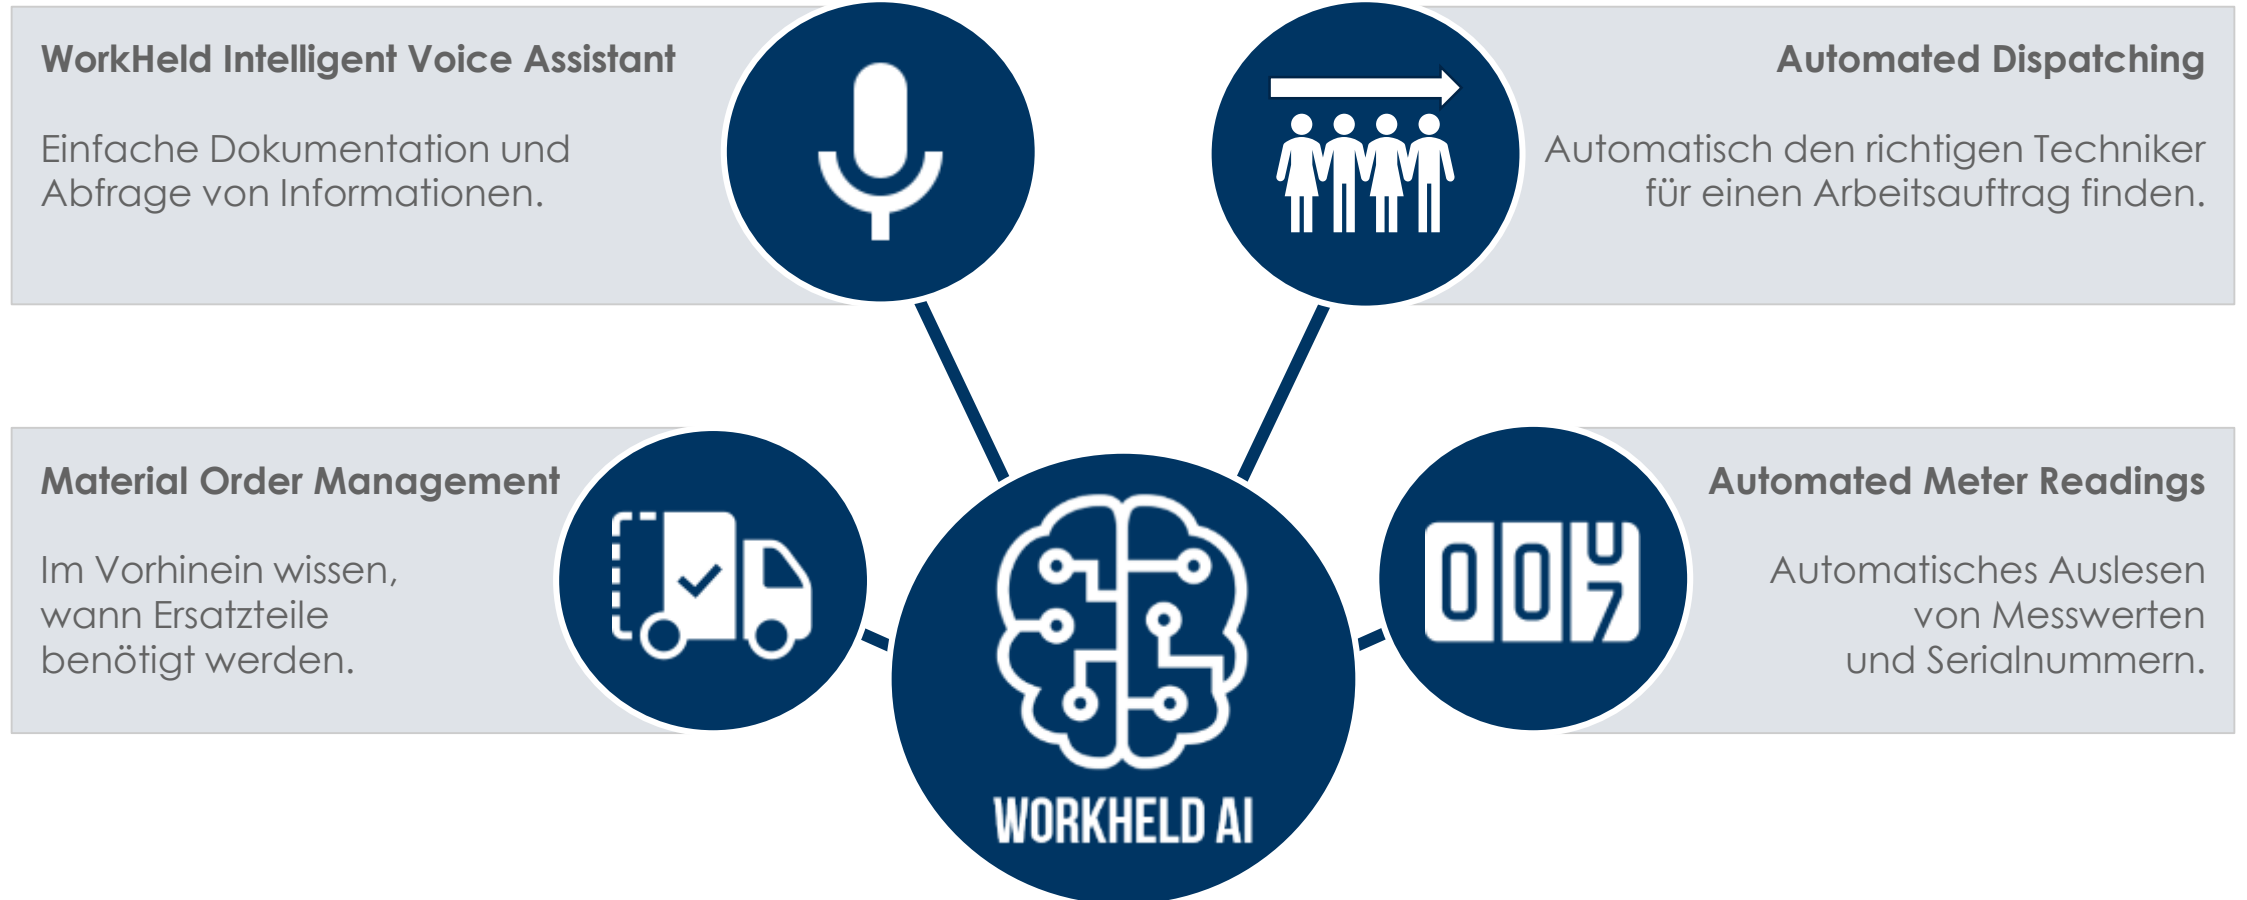 WorkHeld Intelligent Voice Assistant
Einfache Dokumentation und
Abfrage von Informationen.
Automated Dispatching
Automatisch den richtigen Techniker
für einen Arbeitsauftrag finden.
Material Order Management
Im Vorhinein wissen,
wann Ersatzteile
benötigt werden.
Automated Meter Readings
Automatisches Auslesen
von Messwerten
und Serialnummern.
007
WORKHELD AI